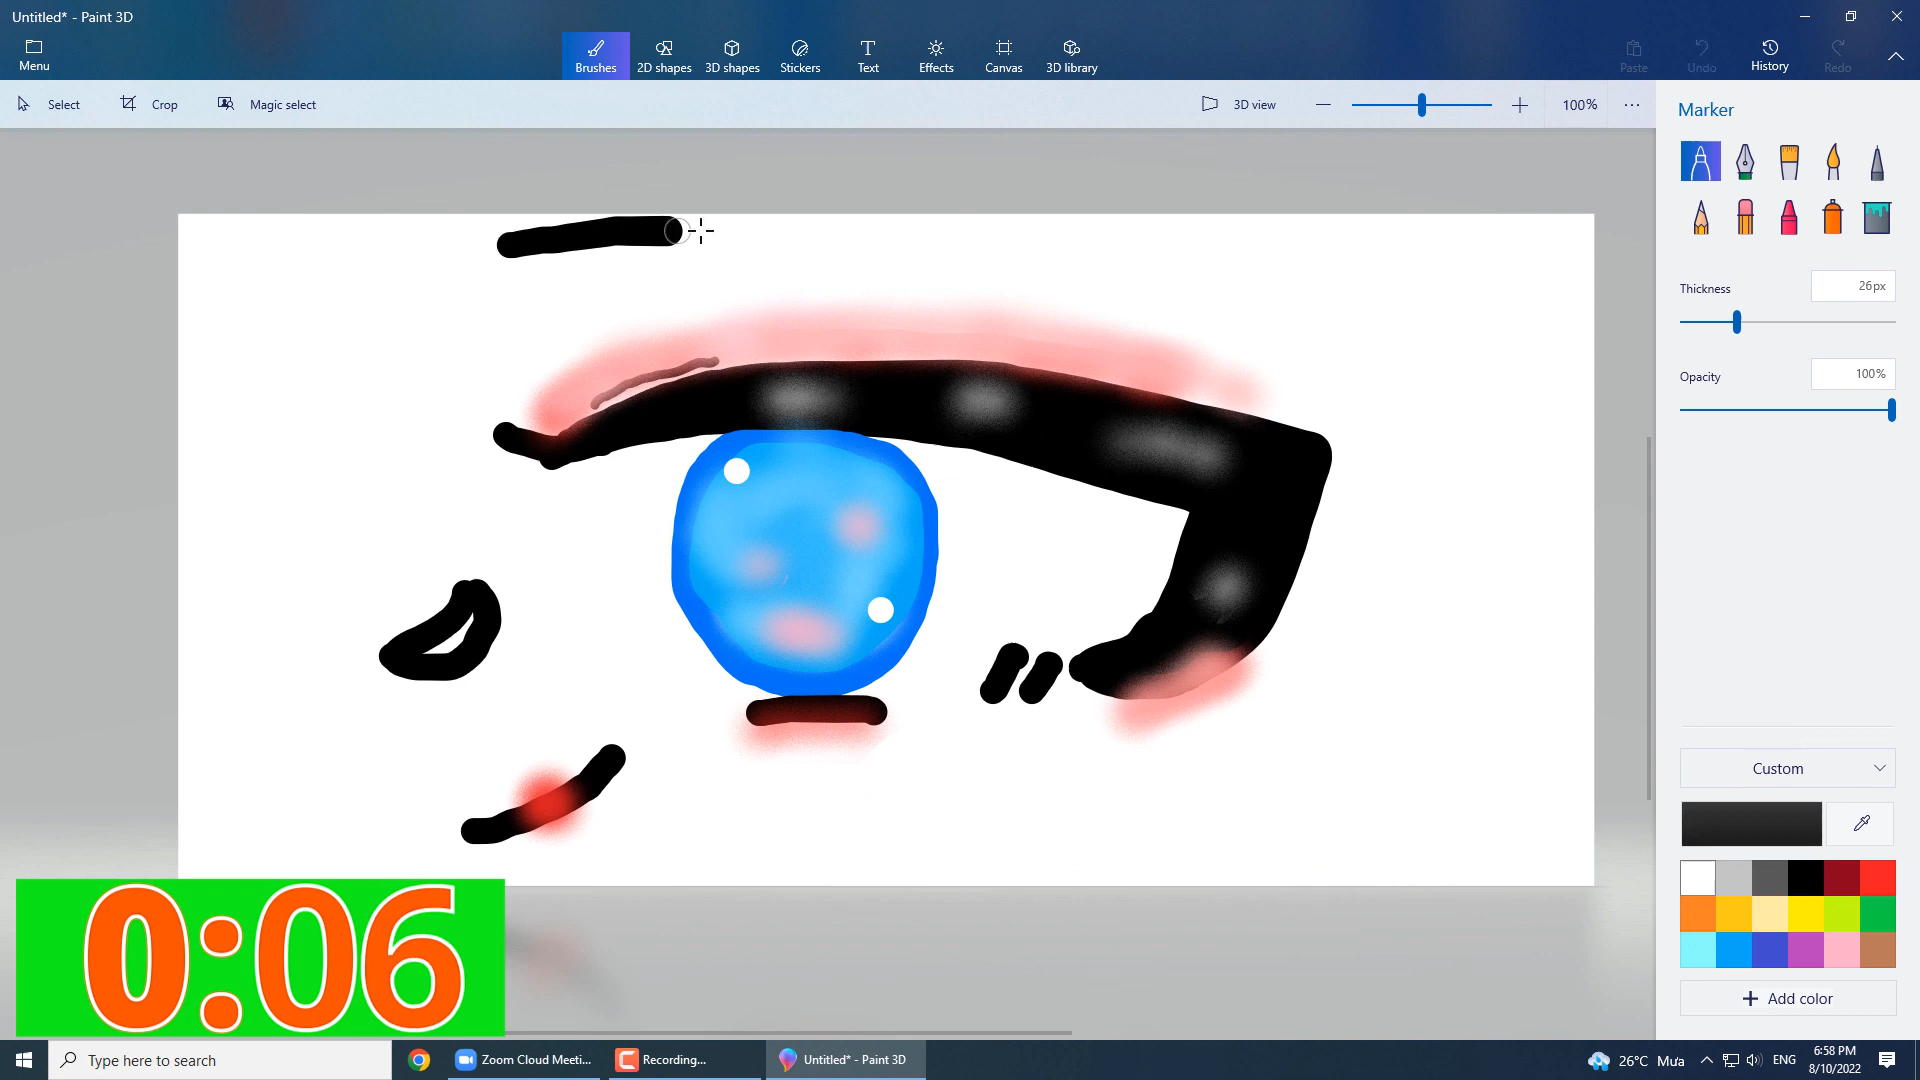 Untitled* - Paint 3D
Menu
Brushes
2D shapes
3D shapes
Stickers
Text
Effects
Canvas
3D library
Paste
Undo
History
Redo
Select
Crop
Magic select
3D view
100%
Marker
Thickness
26px
Opacity
100%
Custom
Add color
0:06
Type here to search
Zoom Cloud Meeti...
Recording...
Untitled* - Paint 3D
26°C Mưa
ENG
6:58 PM
8/10/2022